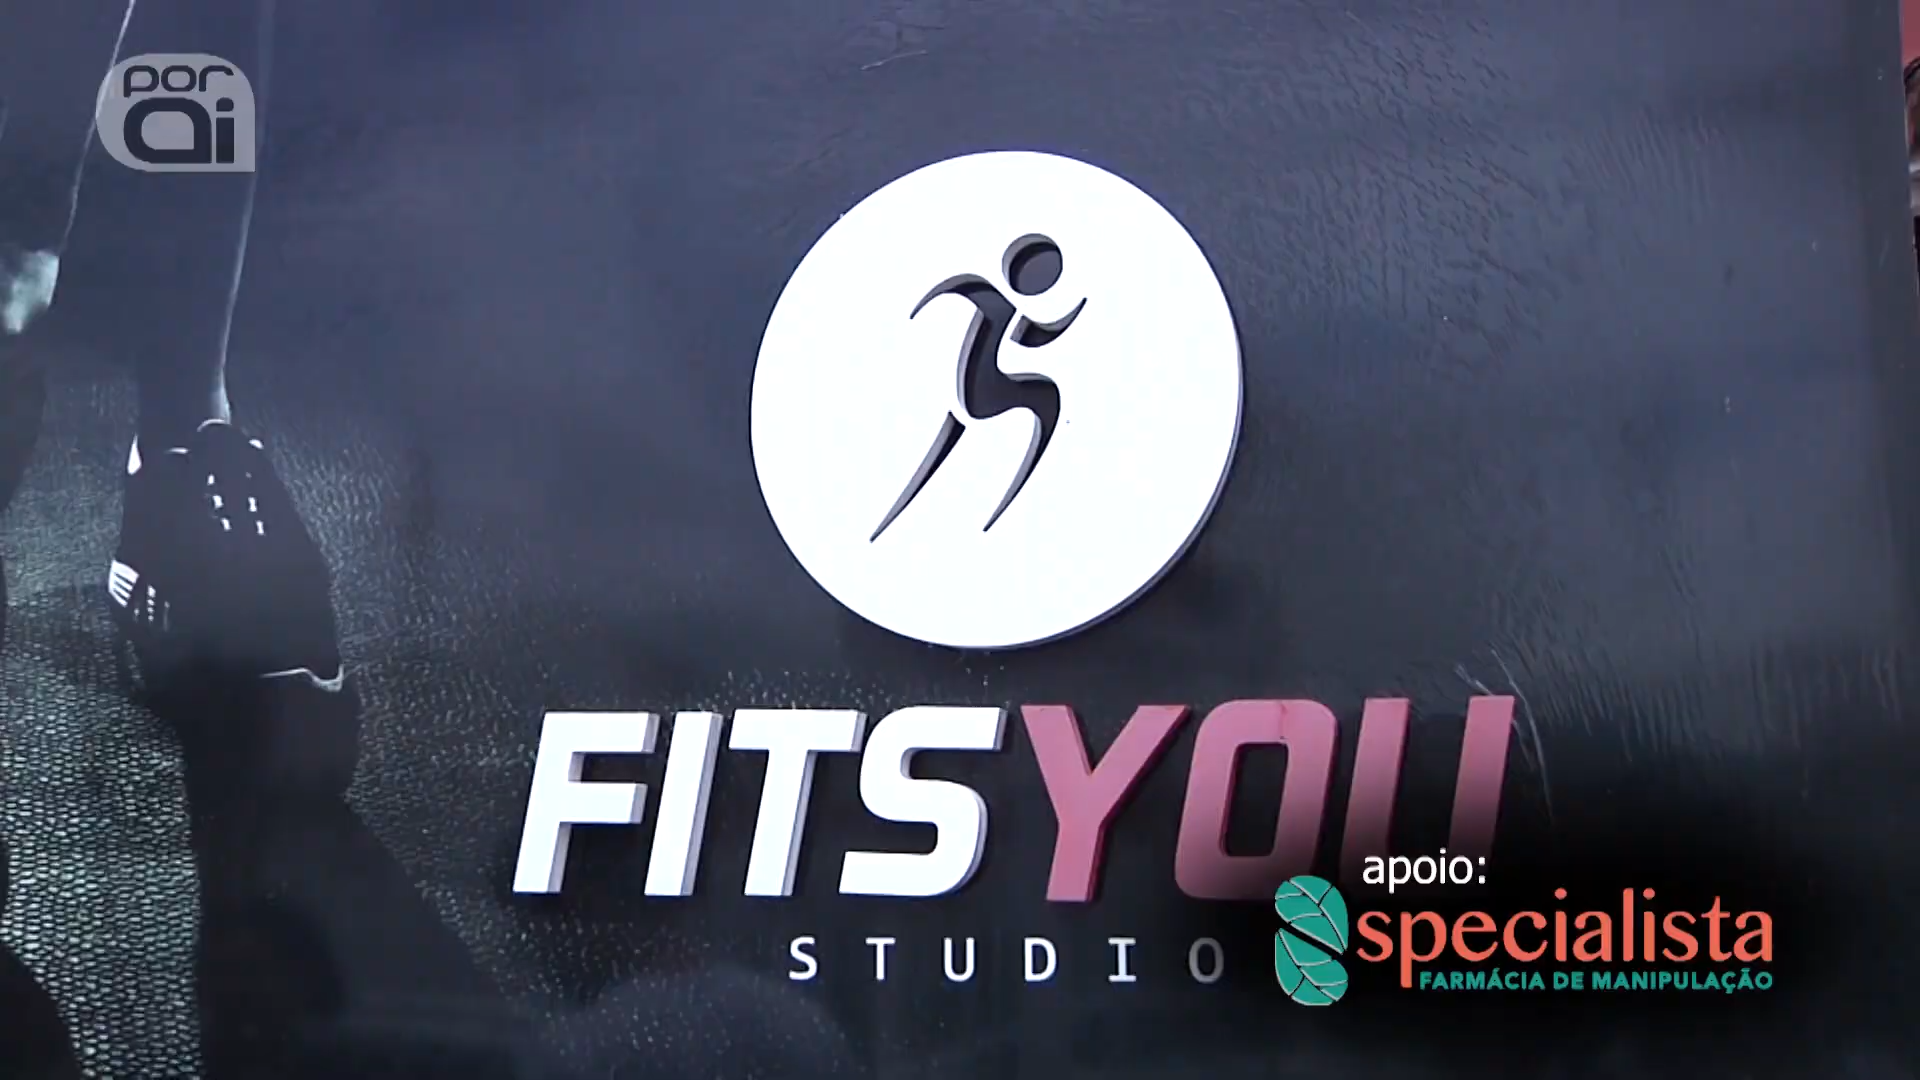 por
ai
FITSYOU
STUDIO
apoio:
specialista
FARMÁCIA DE MANIPULAÇÃO